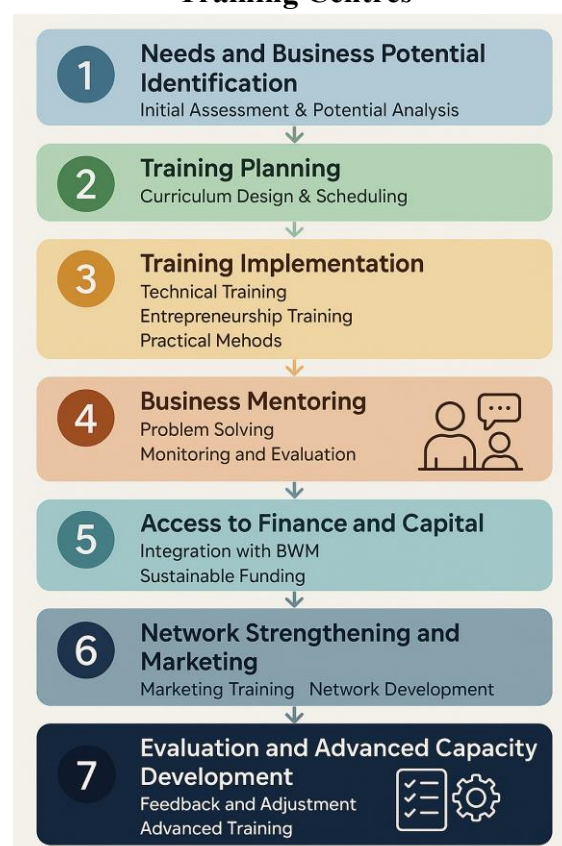 Training Centres
1
Needs and Business Potential
Identification
Initial Assessment & Potential Analysis
2
Training Planning
Curriculum Design & Scheduling
3
Training Implementation
Technical Training
Entrepreneurship Training
Practical Mehods
4
Business Mentoring
Problem Solving
Monitoring and Evaluation
5
Access to Finance and Capital
Integration with BWM
Sustainable Funding
6
Network Strengthening and
Marketing
Marketing Training Network Development
7
Evaluation and Advanced Capacity
Development
Feedback and Adjustment
Advanced Training